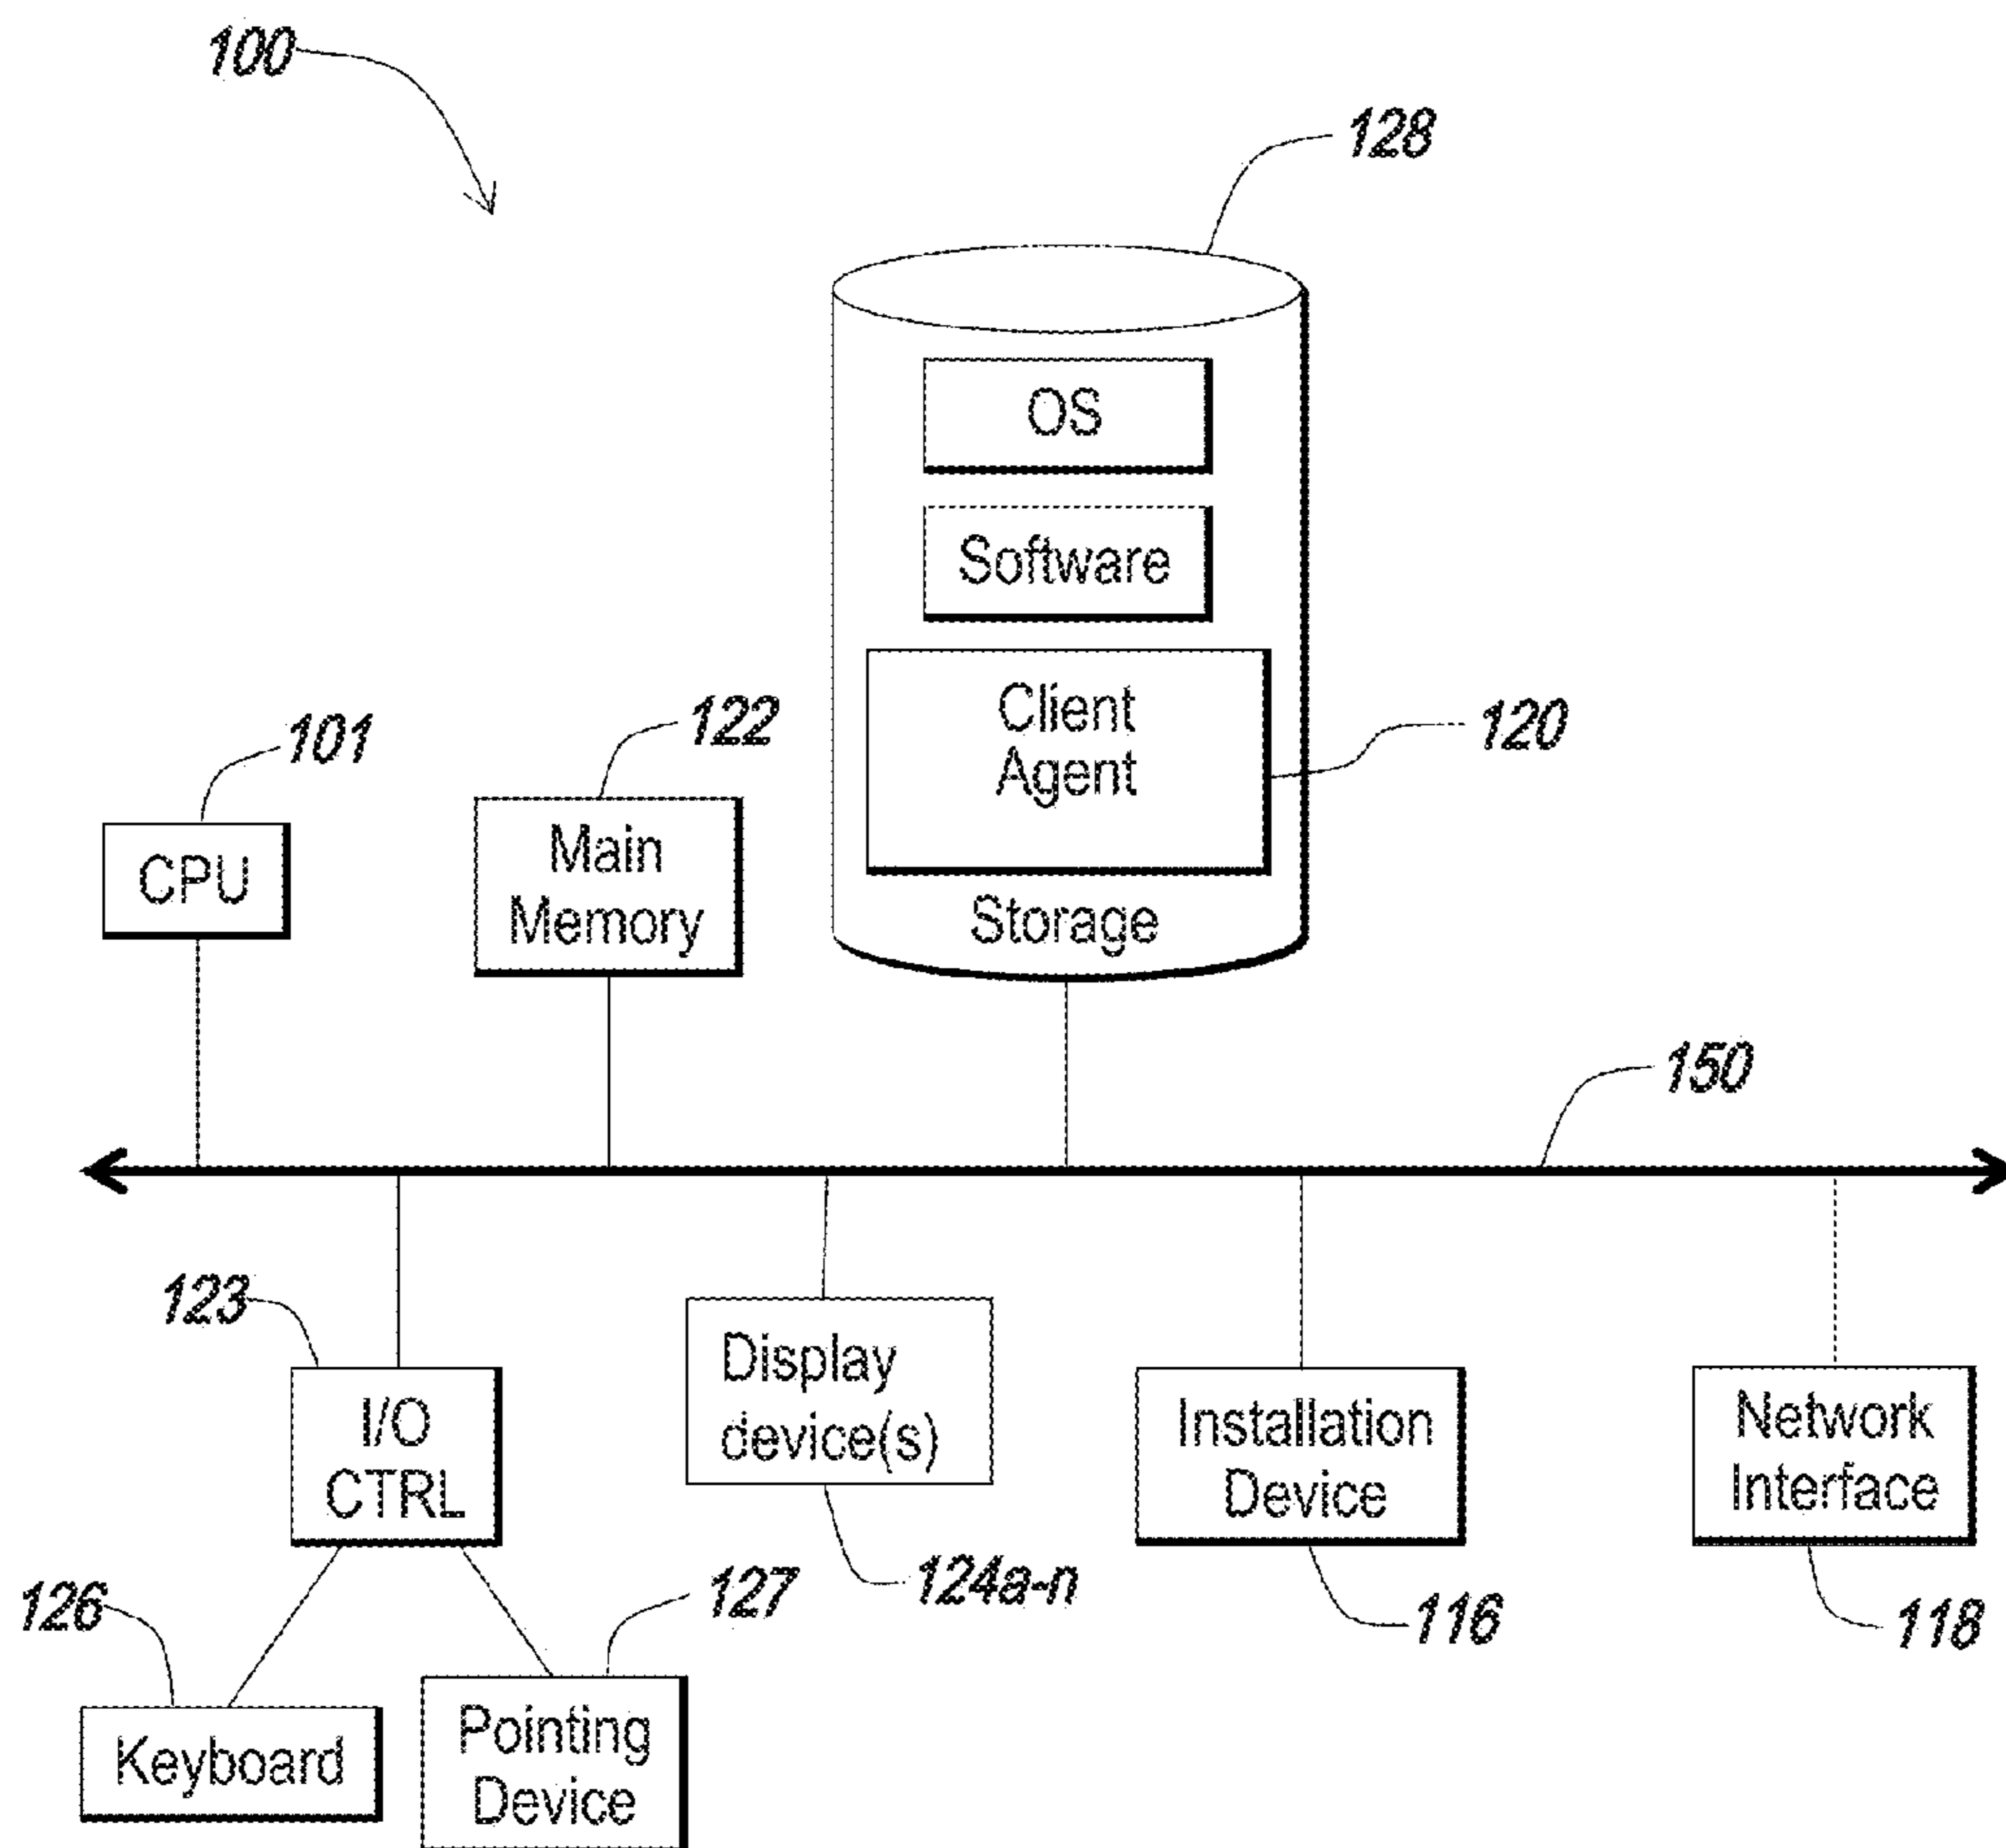 100
128
OS
Software
Client
Agent
120
Storage
101
CPU
122
Main
Memory
150
123
I/O
CTRL
Display
device(s)
124a-n
Installation
Device
116
Network
Interface
118
126
Keyboard
127
Pointing
Device